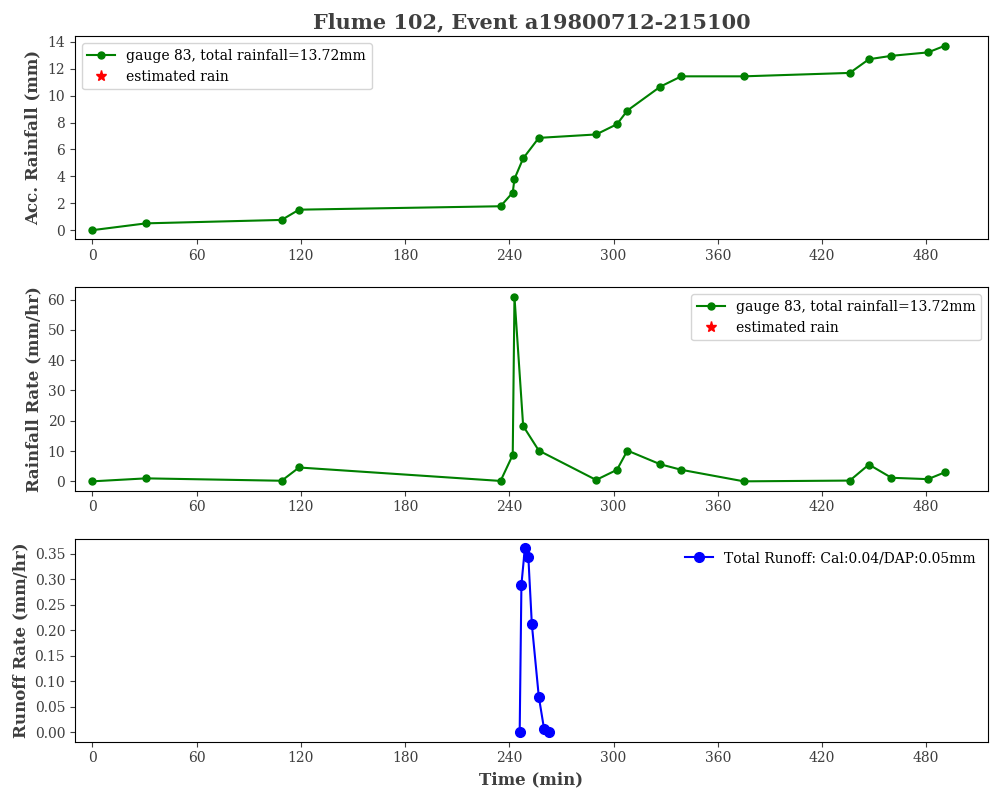 Flume 102, Event a19800712-215100
Acc. Rainfall (mm)
14
12
10
8
6
4
2
0
gauge 83, total rainfall=13.72mm
estimated rain
0 60 120 180 240 300 360 420 480
Rainfall Rate (mm/hr)
60
50
40
30
20
10
0
gauge 83, total rainfall=13.72mm
estimated rain
0 60 120 180 240 300 360 420 480
Runoff Rate (mm/hr)
0.35
0.30
0.25
0.20
0.15
0.10
0.05
0.00
Total Runoff: Cal:0.04/DAP:0.05mm
0 60 120 180 240 300 360 420 480
Time (min)